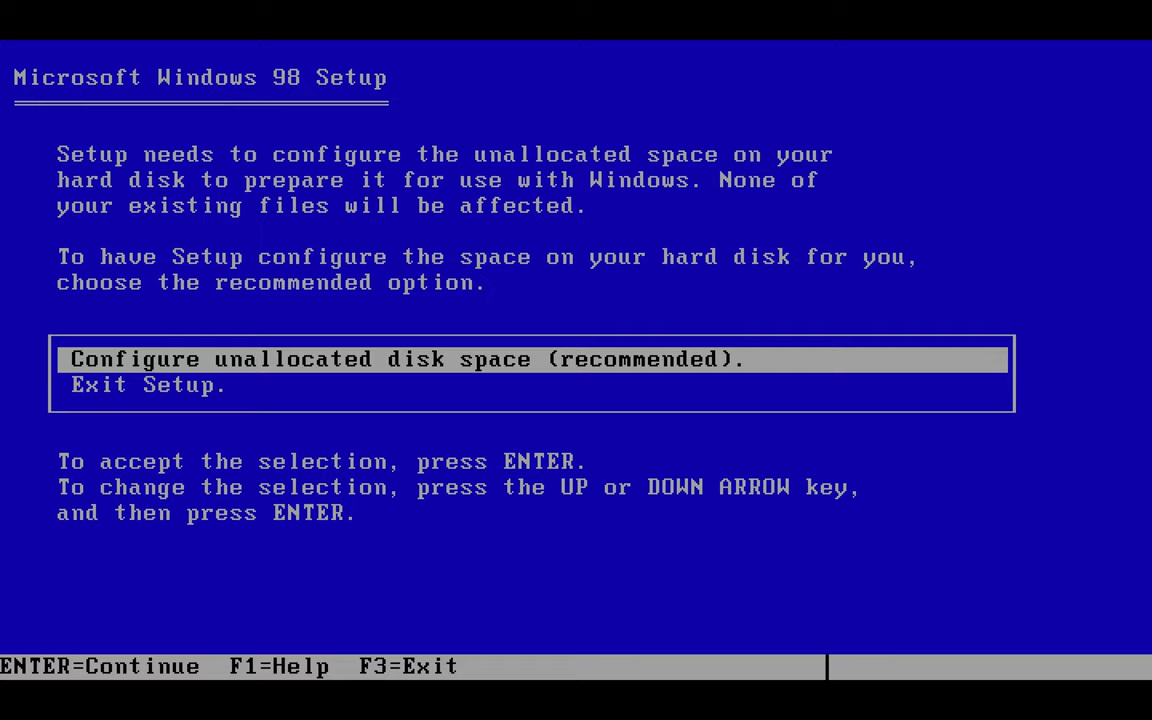 Microsoft Windows 98 Setup
Setup needs to configure the unallocated space on your
hard disk to prepare it for use with Windows. None of
your existing files will be affected.
To have Setup configure the space on your hard disk for you,
choose the recommended option.
Configure unallocated disk space (recommended).
Exit Setup.
To accept the selection, press ENTER.
To change the selection, press the UP or DOWN ARROW key,
and then press ENTER.
ENTER=Continue  F1=Help  F3=Exit